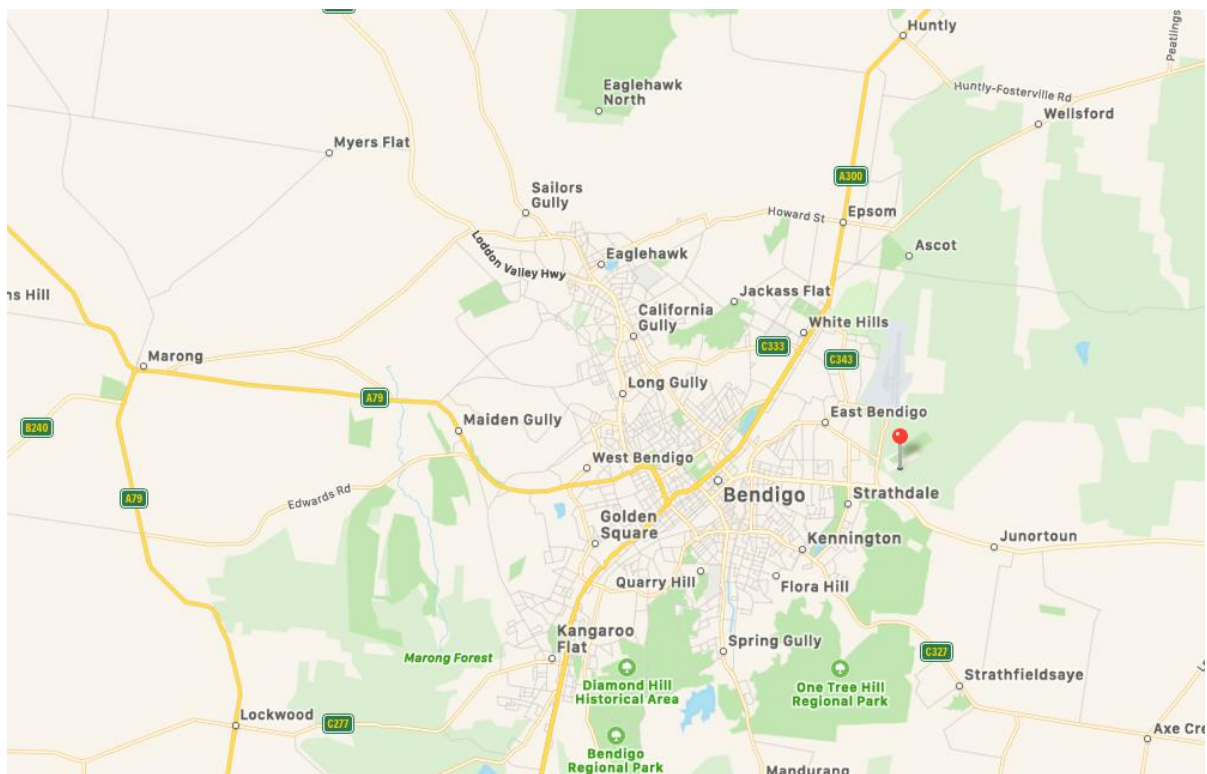 Huntly
Peatlings
Eaglehawk
North
Huntly-Fosterville Rd
Wellsford
Myers Flat
A300
Sailors
Gully
Howard St
Epsom
Ascot
Loddon Valley Hwy
Eaglehawk
ns Hill
Jackass Flat
California
Gully
White Hills
Marong
C333
C343
Long Gully
A79
Maiden Gully
East Bendigo
B240
West Bendigo
Bendigo
A79
Edwards Rd
Strathdale
Golden
Square
Kennington
Junortoun
Quarry Hill
Flora Hill
Kangaroo
Flat
Spring Gully
C327
Marong Forest
Diamond Hill
Historical Area
One Tree Hill
Regional Park
Strathfieldsaye
Lockwood
C277
Axe Cre
Bendigo
Regional Park
Mandurang